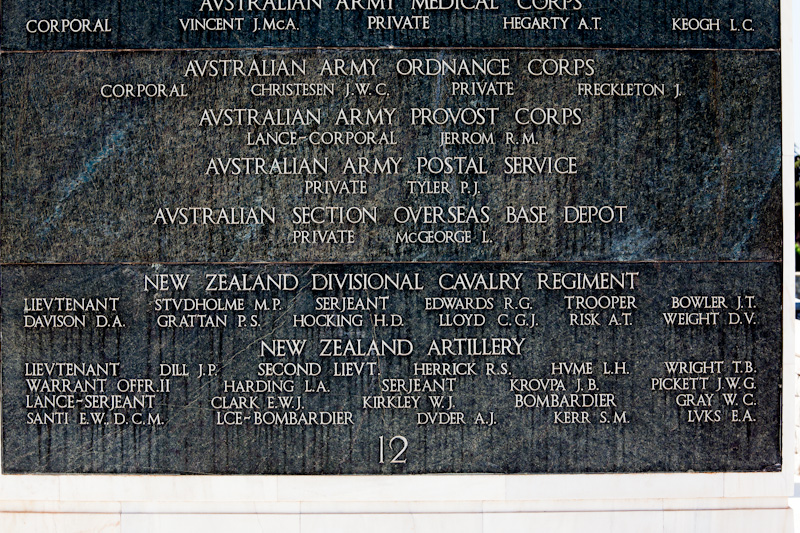 AVSTRALIAN ARMY MEDICAL CORPS
CORPORAL VINCENT J.McA. PRIVATE HEGARTY A.T. KEOGH L.C.
AVSTRALIAN ARMY ORDNANCE CORPS
CORPORAL CHRISTESEN J.W.C. PRIVATE FRECKLETON J.
AVSTRALIAN ARMY PROVOST CORPS
LANCE-CORPORAL JERROM R.M.
AVSTRALIAN ARMY POSTAL SERVICE
PRIVATE TYLER P.J.
AVSTRALIAN SECTION OVERSEAS BASE DEPOT
PRIVATE McGEORGE L.
NEW ZEALAND DIVISIONAL CAVALRY REGIMENT
LIEVTENANT STVDHOLME M.P. SERJEANT EDWARDS R.G. TROOPER BOWLER J.T.
DAVISON D.A. GRATTAN P.S. HOCKING H.D. LLOYD C.G.J. RISK A.T. WEIGHT D.V.
NEW ZEALAND ARTILLERY
LIEVTENANT DILL J.P. SECOND LIEVT. HERRICK R.S. HVME L.H. WRIGHT T.B.
WARRANT OFFR.II HARDING L.A. SERJEANT KROVPA J.B. PICKETT J.W.G.
LANCE-SERJEANT CLARK E.W.J. KIRKLEY W.J. BOMBARDIER GRAY W.C.
SANTI E.W., D.C.M. LCE-BOMBARDIER DVDER A.J. KERR S.M. LVKS E.A.
12